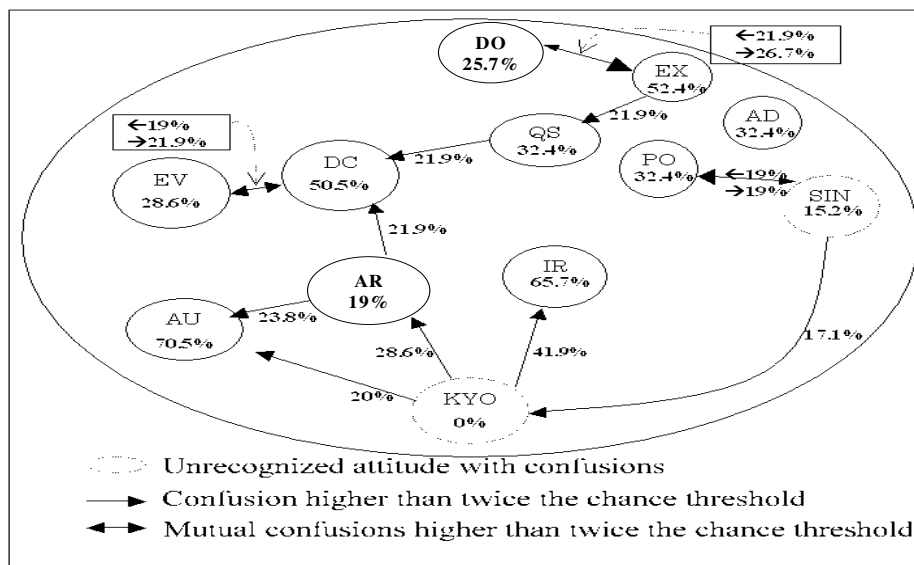 DO
25.7%
←21.9%
→26.7%
EX
52.4%
21.9%
AD
32.4%
QS
32.4%
←19%
→21.9%
DC
50.5%
21.9%
EV
28.6%
PO
32.4%
←19%
→19%
SIN
15.2%
21.9%
AR
19%
IR
65.7%
AU
70.5%
23.8%
28.6%
41.9%
17.1%
20%
KYO
0%
Unrecognized attitude with confusions
Confusion higher than twice the chance threshold
Mutual confusions higher than twice the chance threshold